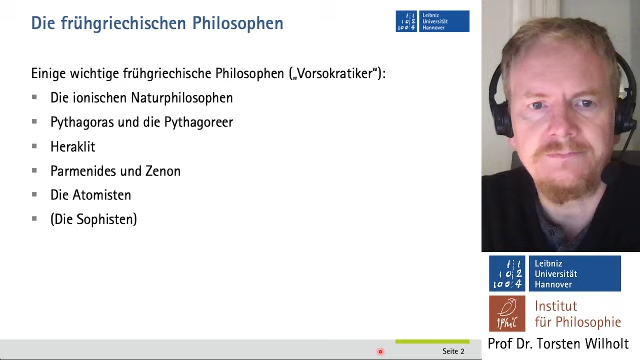 Die frühgriechischen Philosophen
Leibniz
Universität
Hannover
Einige wichtige frühgriechische Philosophen („Vorsokratiker“):
Die ionischen Naturphilosophen
Pythagoras und die Pythagoreer
Heraklit
Parmenides und Zenon
Die Atomisten
(Die Sophisten)
Seite 2
Leibniz
Universität
Hannover
Institut
für Philosophie
Prof Dr. Torsten Wilholt